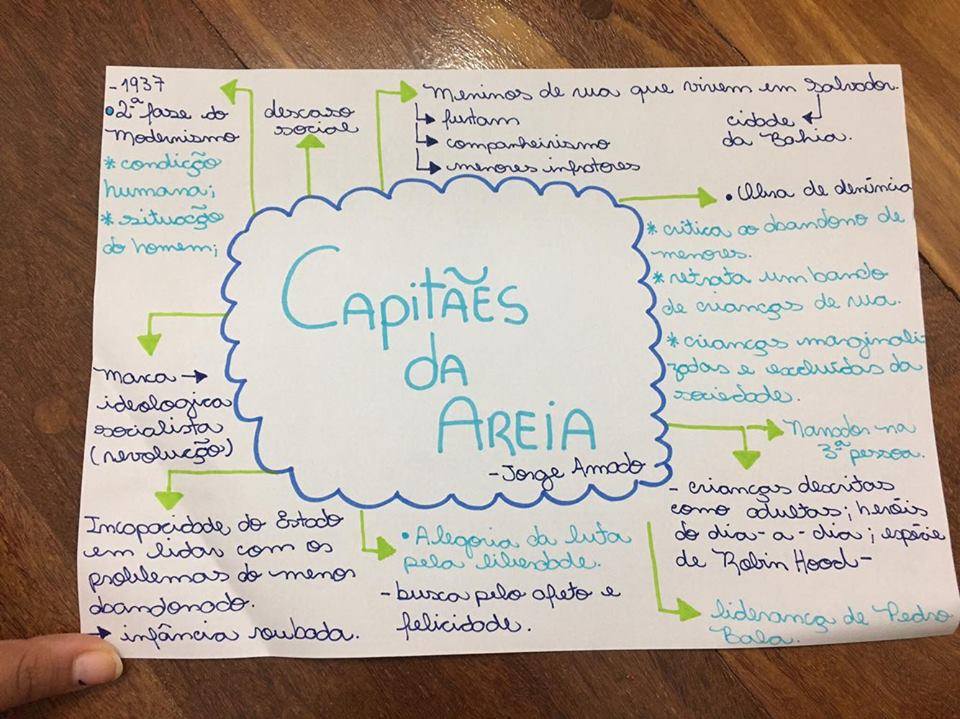 - 1937
• 2ª fase do
Modernismo
* condição
humana;
* situação
do homem;
descaso
social
Meninos de rua que vivem em Salvador.
furtam
companheirismo
menores infratores
cidade
da Bahia.
• Obra de denúncia
* crítica ao abandono de
menores.
* retrata um bando
de crianças de rua.
* crianças marginali
zadas e excluídas da
sociedade.
Capitães
da
Areia
- Jorge Amado
Marca →
ideologica
socialista
(revolução)
Narrados na
3ª pessoa.
- crianças descritas
como adultas; heróis
do dia-a-dia; espécie
de Robin Hood -
Incapacidade do Estado
em lidar com os
problemas do menor
abandonado.
→ infância roubada.
• Alegoria da luta
pela liberdade.
- busca pelo afeto e
felicidade.
liderança de Pedro
Bala.